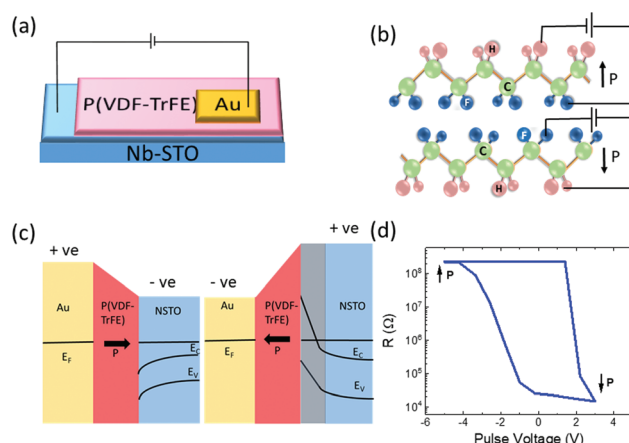 (a)
P(VDF-TrFE)
Au
Nb-STO
(b)
H
C
F
P
F
C
H
P
(c)
+ ve
Au
E_F
P(VDF-
TrFE)
P
- ve
NSTO
E_C
E_V
- ve
Au
E_F
P(VDF-
TrFE)
P
+ ve
NSTO
E_C
E_V
(d)
R (Ω)
10^8
10^7
10^6
10^5
10^4
P
P
-6 -4 -2 0 2 4
Pulse Voltage (V)